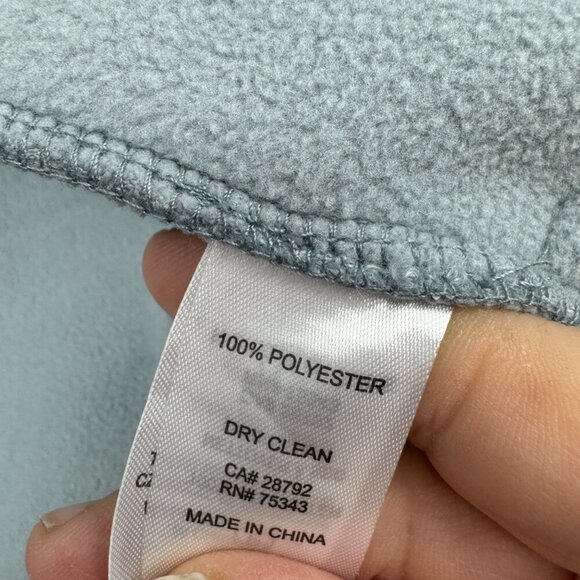 100% POLYESTER
DRY CLEAN
CA# 28792
RN# 75343
MADE IN CHINA